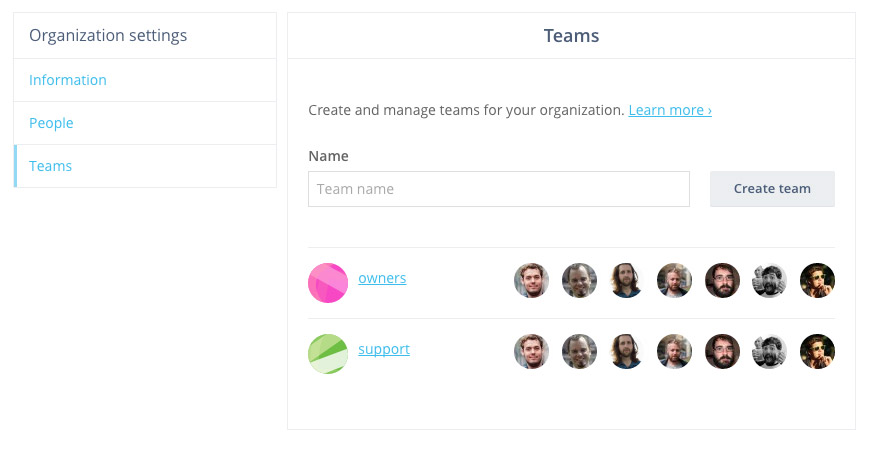 Organization settings
Information
People
Teams
Teams
Create and manage teams for your organization. Learn more ›
Name
Team name
Create team
owners
support